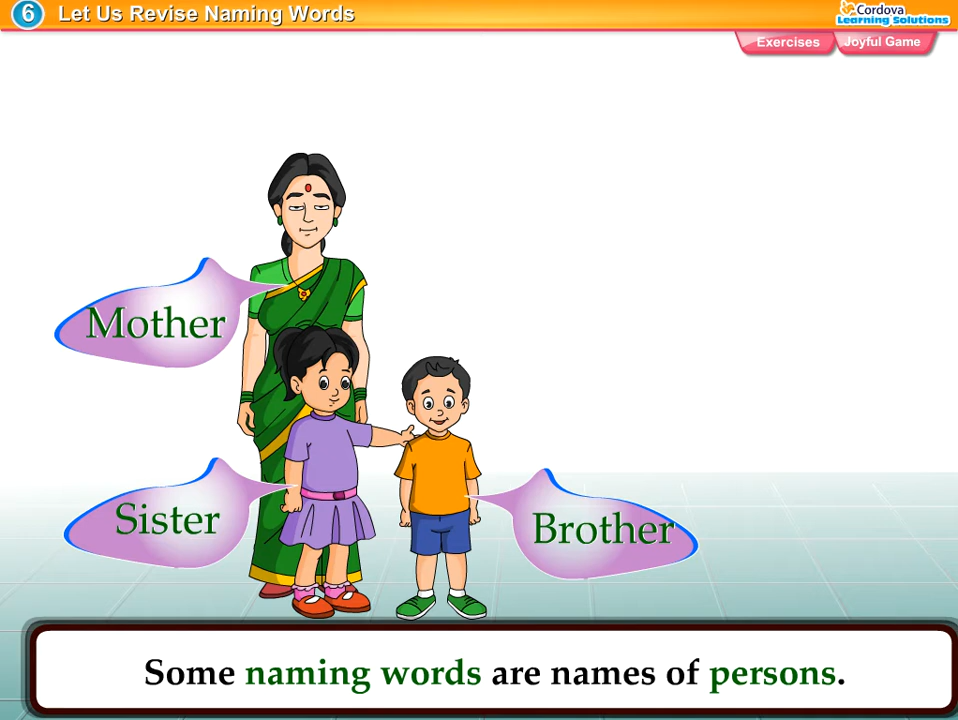 6 Let Us Revise Naming Words
Cordova
Learning Solutions
Exercises
Joyful Game
Mother
Sister
Brother
Some naming words are names of persons.